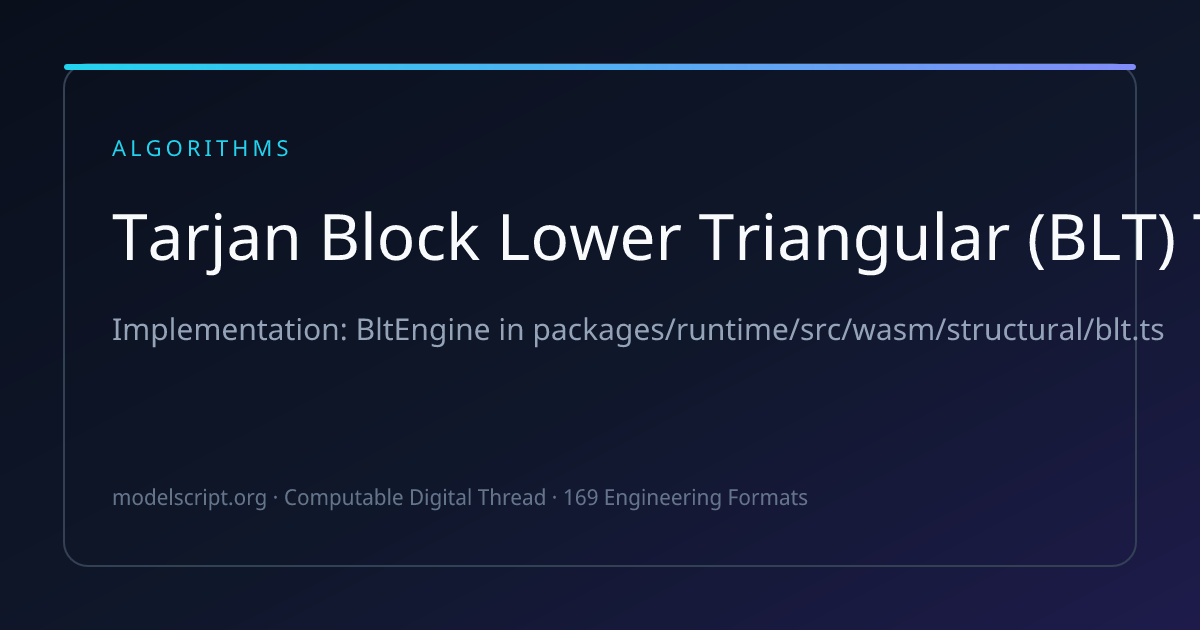 ALGORITHMS
Tarjan Block Lower Triangular (BLT)
Implementation: BltEngine in packages/runtime/src/wasm/structural/blt.ts
modelscript.org · Computable Digital Thread · 169 Engineering Formats